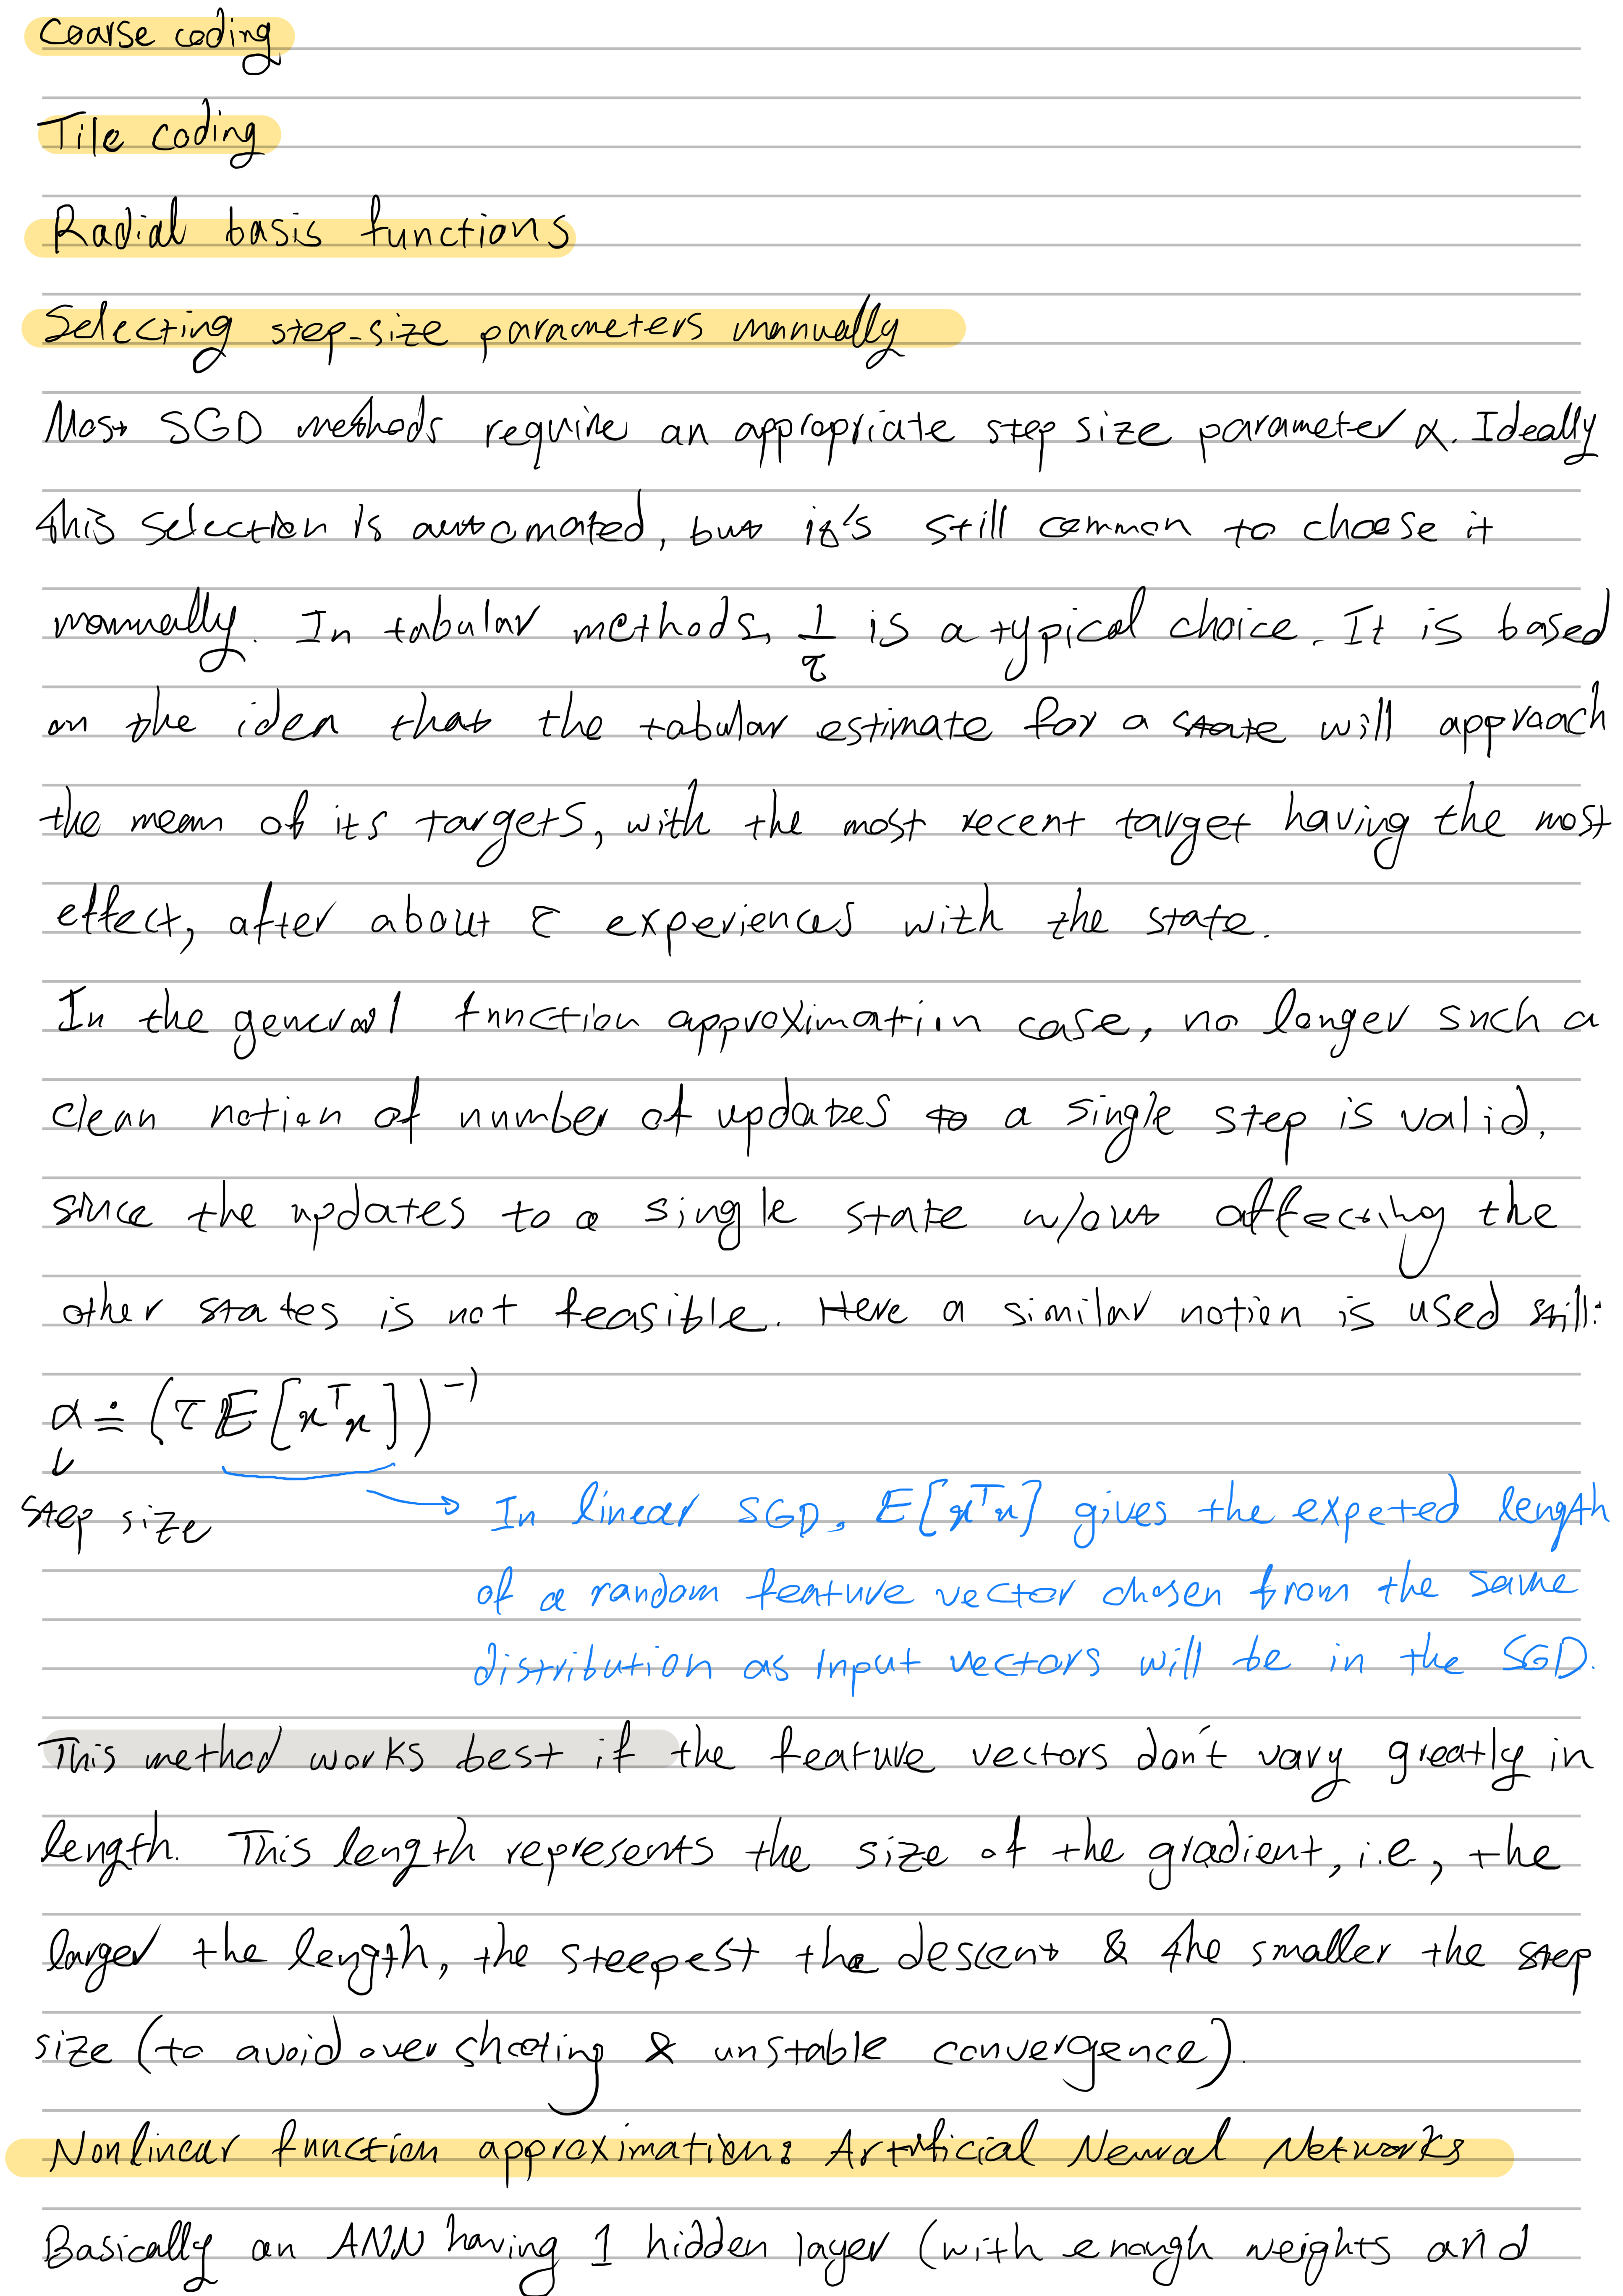 Coarse coding
Tile coding
Radial basis functions
Selecting step-size parameters manually
Most SGD methods require an appropriate step size parameter α. Ideally
this selection is automated, but it's still common to choose it
manually. In tabular methods, 1/τ is a typical choice. It is based
on the idea that the tabular estimate for a state will approach
the mean of its targets, with the most recent target having the most
effect, after about τ experiences with the state.
In the general function approximation case, no longer such a
clean notion of number of updates to a single step is valid,
since the updates to a single state w/out affecting the
other states is not feasible. Here a similar notion is used still:
α ≐ (τ E[xᵀx])⁻¹
step size
→ In linear SGD, E[xᵀx] gives the expeted length
of a random feature vector chosen from the same
distribution as input vectors will be in the SGD.
This method works best if the feature vectors don't vary greatly in
length. This length represents the size of the gradient, i.e, the
larger the length, the steepest the descent & the smaller the step
size (to avoid over shooting & unstable convergence).
Nonlinear function approximation: Artificial Neural Networks
Basically an ANN having 1 hidden layer (with enough weights and